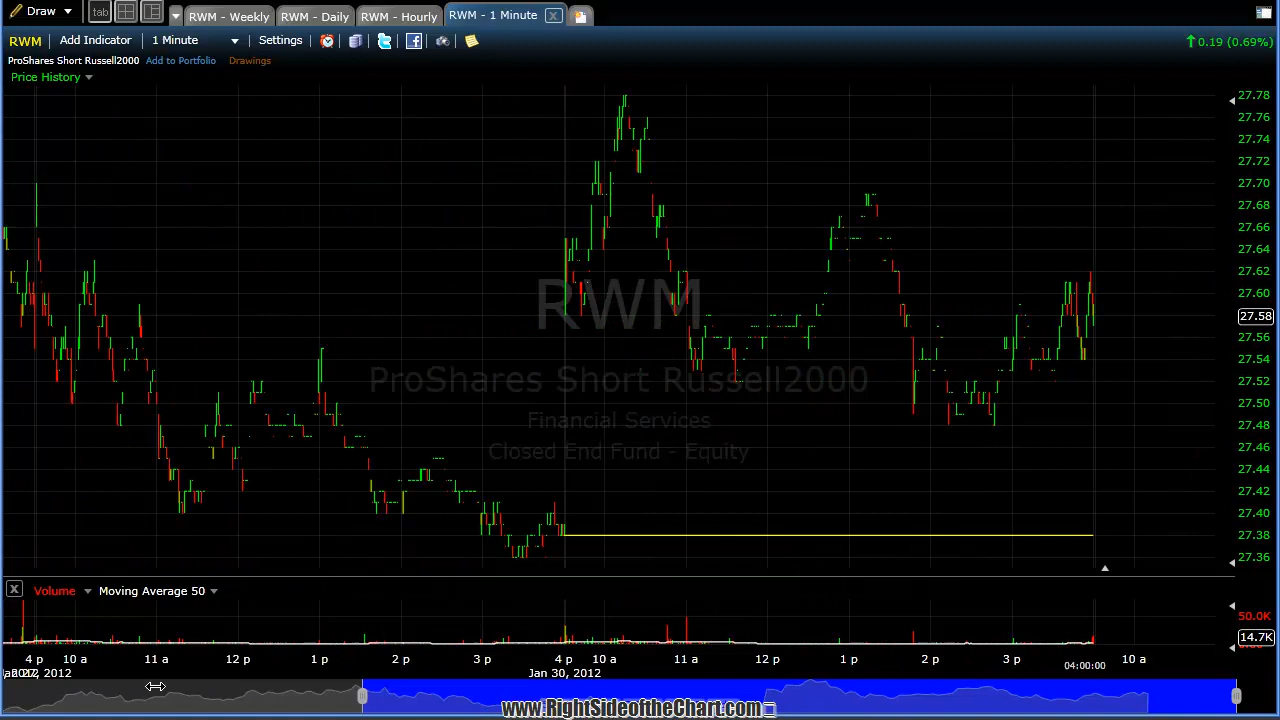 Draw tab RWM - Weekly RWM - Daily RWM - Hourly RWM - 1 Minute X
RWM Add Indicator 1 Minute Settings 0.19 (0.69%)
ProShares Short Russell2000 Add to Portfolio Drawings
Price History
27.78
27.76
27.74
27.72
27.70
27.68
27.66
27.64
27.62
27.60
27.58
27.56
27.54
27.52
27.50
27.48
27.46
27.44
27.42
27.40
27.38
27.36
RWM
ProShares Short Russell2000
Financial Services
Closed End Fund - Equity
X Volume Moving Average 50
50.0K
14.7K
4 p 10 a 11 a 12 p 1 p 2 p 3 p 4 p 10 a 11 a 12 p 1 p 2 p 3 p 04:00:00 10 a
2012 Jan 30, 2012
www.RightSideoftheChart.com